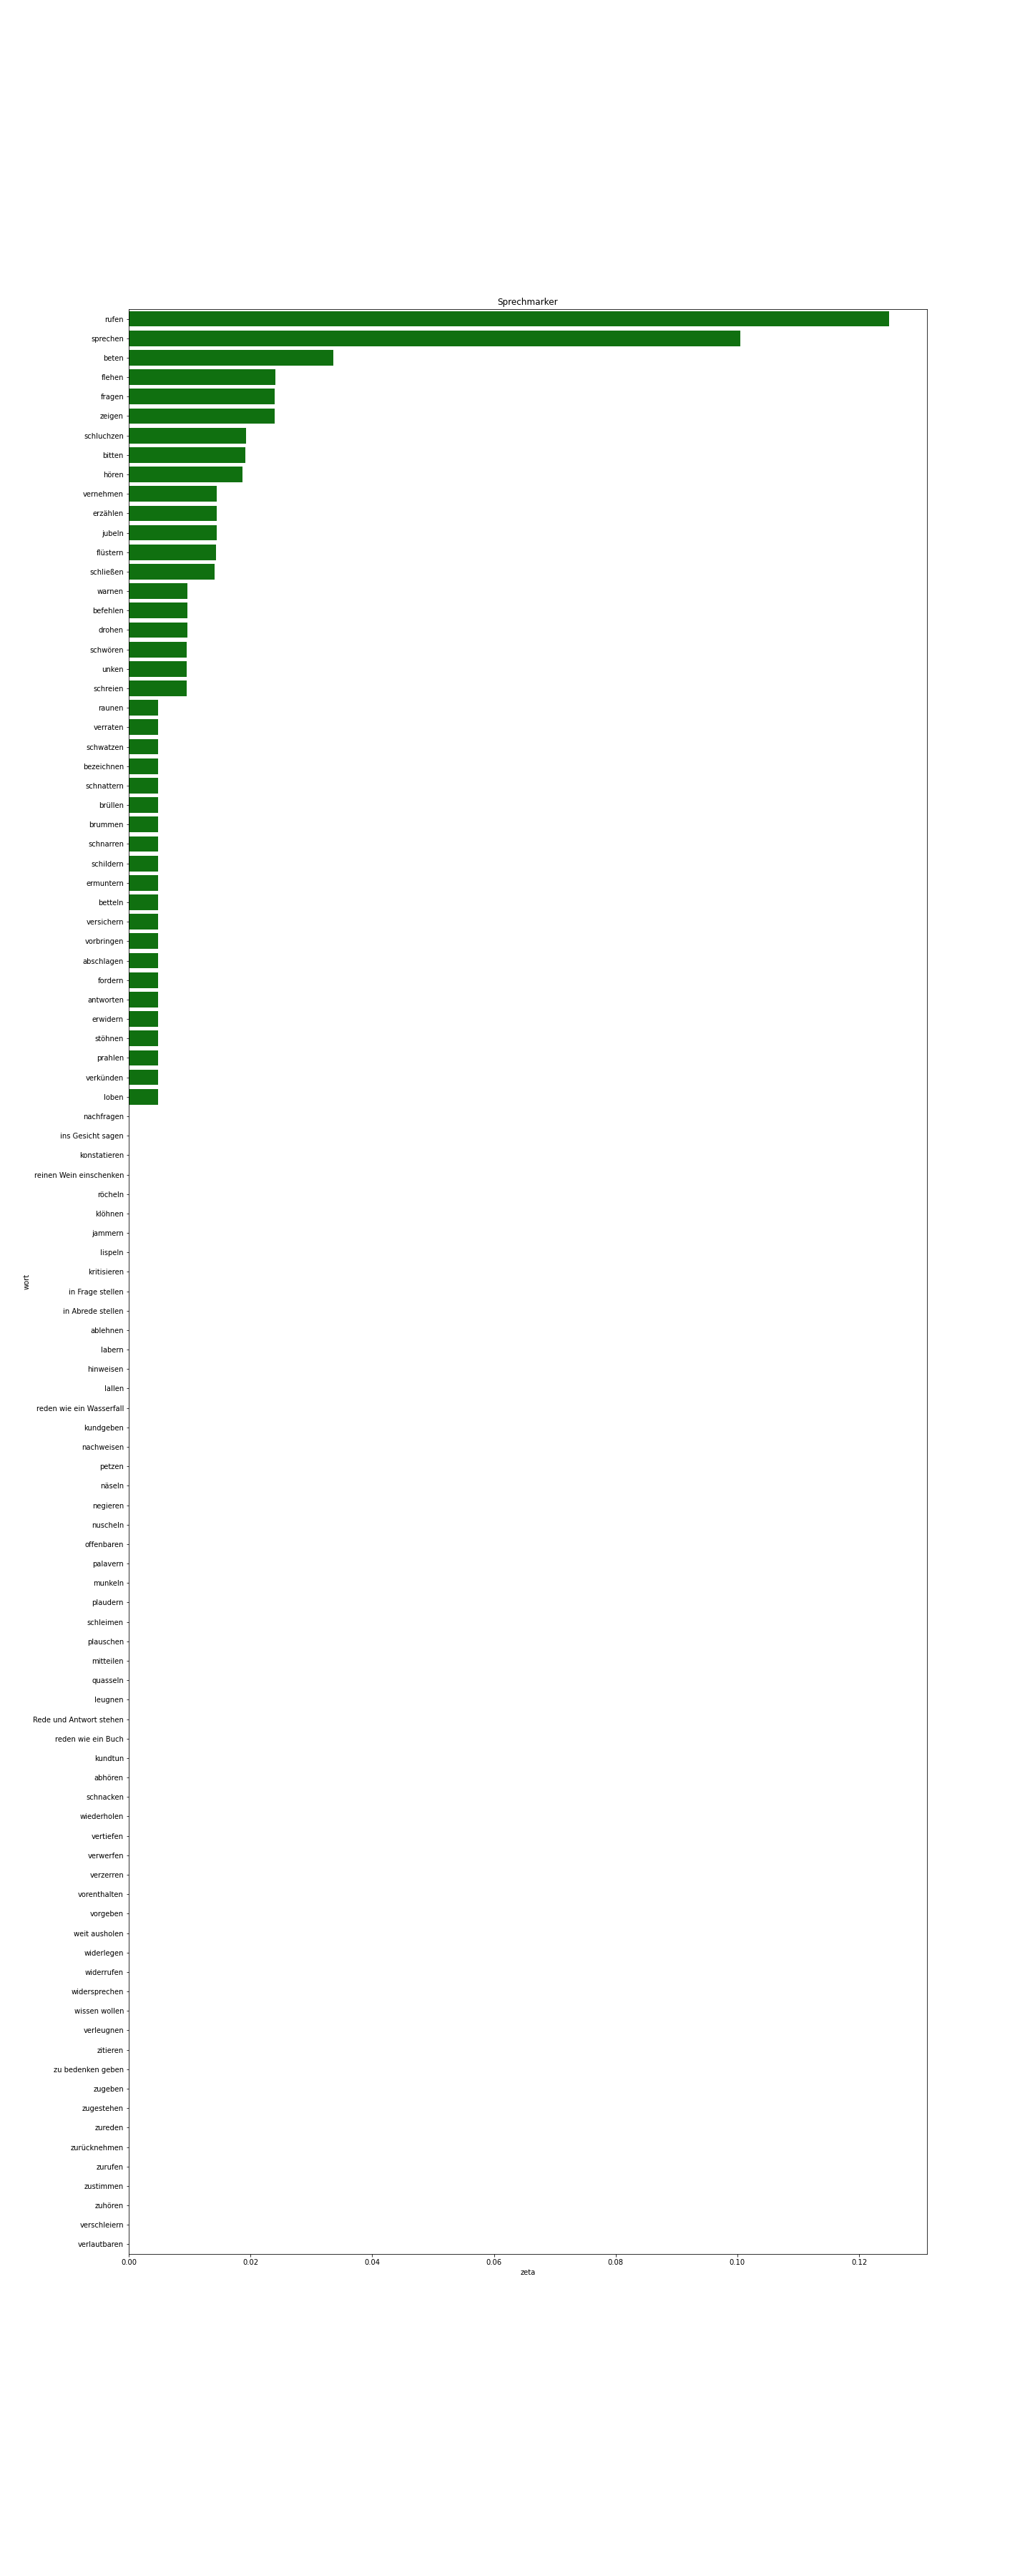 Sprechmarker
rufen
sprechen
beten
flehen
fragen
zeigen
schluchzen
bitten
hören
vernehmen
erzählen
jubeln
flüstern
schließen
warnen
befehlen
drohen
schwören
unken
schreien
raunen
verraten
schwatzen
bezeichnen
schnattern
brüllen
brummen
schnarren
schildern
ermuntern
betteln
versichern
vorbringen
abschlagen
fordern
antworten
erwidern
stöhnen
prahlen
verkünden
loben
nachfragen
ins Gesicht sagen
konstatieren
reinen Wein einschenken
röcheln
klöhnen
jammern
lispeln
kritisieren
in Frage stellen
in Abrede stellen
ablehnen
labern
hinweisen
lallen
reden wie ein Wasserfall
kundgeben
nachweisen
petzen
näseln
negieren
nuscheln
offenbaren
palavern
munkeln
plaudern
schleimen
plauschen
mitteilen
quasseln
leugnen
Rede und Antwort stehen
reden wie ein Buch
kundtun
abhören
schnacken
wiederholen
vertiefen
verwerfen
verzerren
vorenthalten
vorgeben
weit ausholen
widerlegen
widerrufen
widersprechen
wissen wollen
verleugnen
zitieren
zu bedenken geben
zugeben
zugestehen
zureden
zurücknehmen
zurufen
zustimmen
zuhören
verschleiern
verlautbaren
wort
0.00 0.02 0.04 0.06 0.08 0.10 0.12
zeta